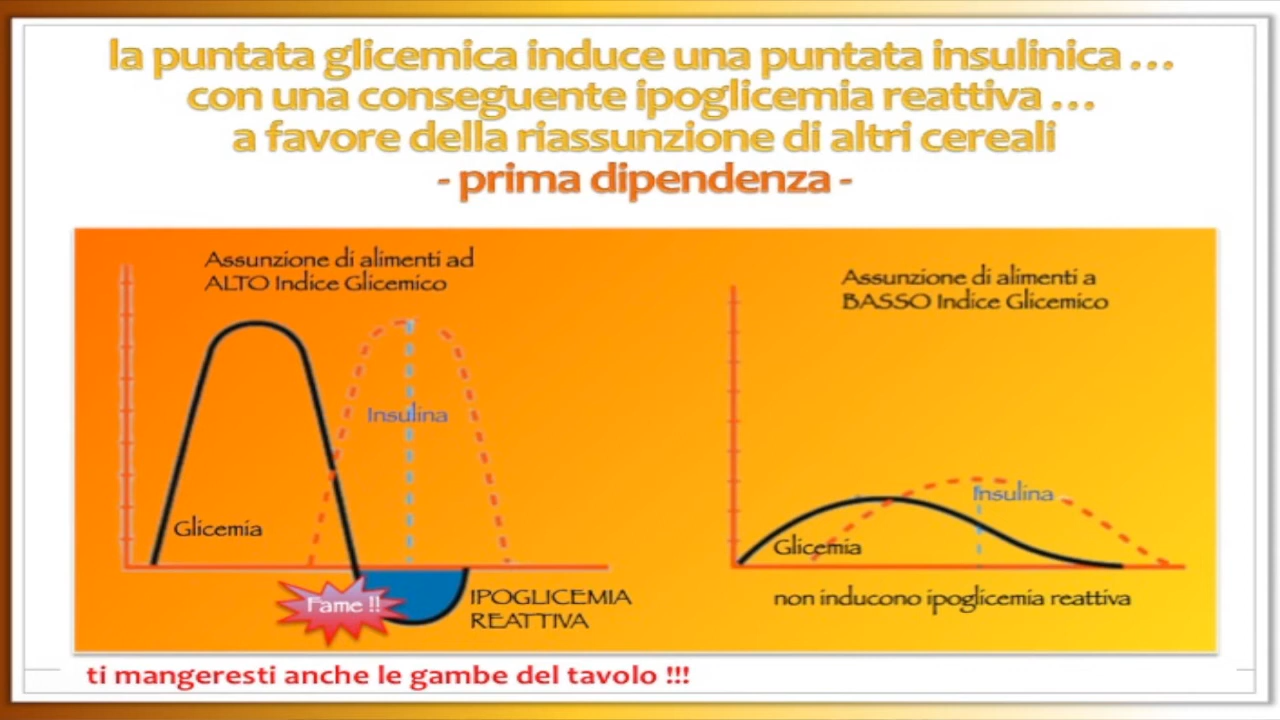 la puntata glicemica induce una puntata insulinica ...
con una conseguente ipoglicemia reattiva ...
a favore della riassunzione di altri cereali
- prima dipendenza -
Assunzione di alimenti ad
ALTO Indice Glicemico
Insulina
Glicemia
Fame !!
IPOGLICEMIA
REATTIVA
Assunzione di alimenti a
BASSO Indice Glicemico
Insulina
Glicemia
non inducono ipoglicemia reattiva
ti mangeresti anche le gambe del tavolo !!!